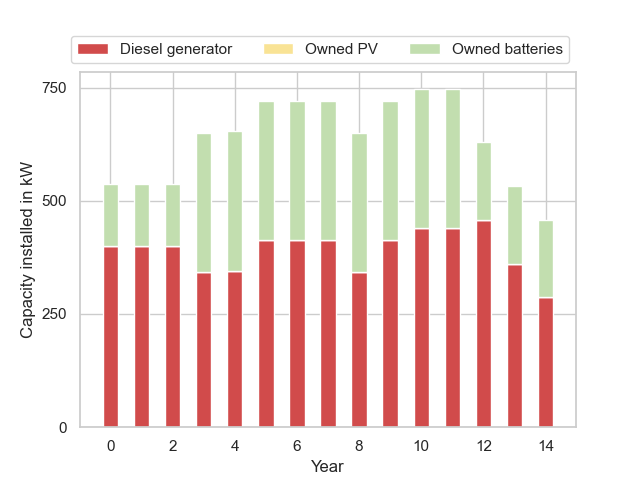 Diesel generator Owned PV Owned batteries
750
500
250
0
Capacity installed in kW
0 2 4 6 8 10 12 14
Year